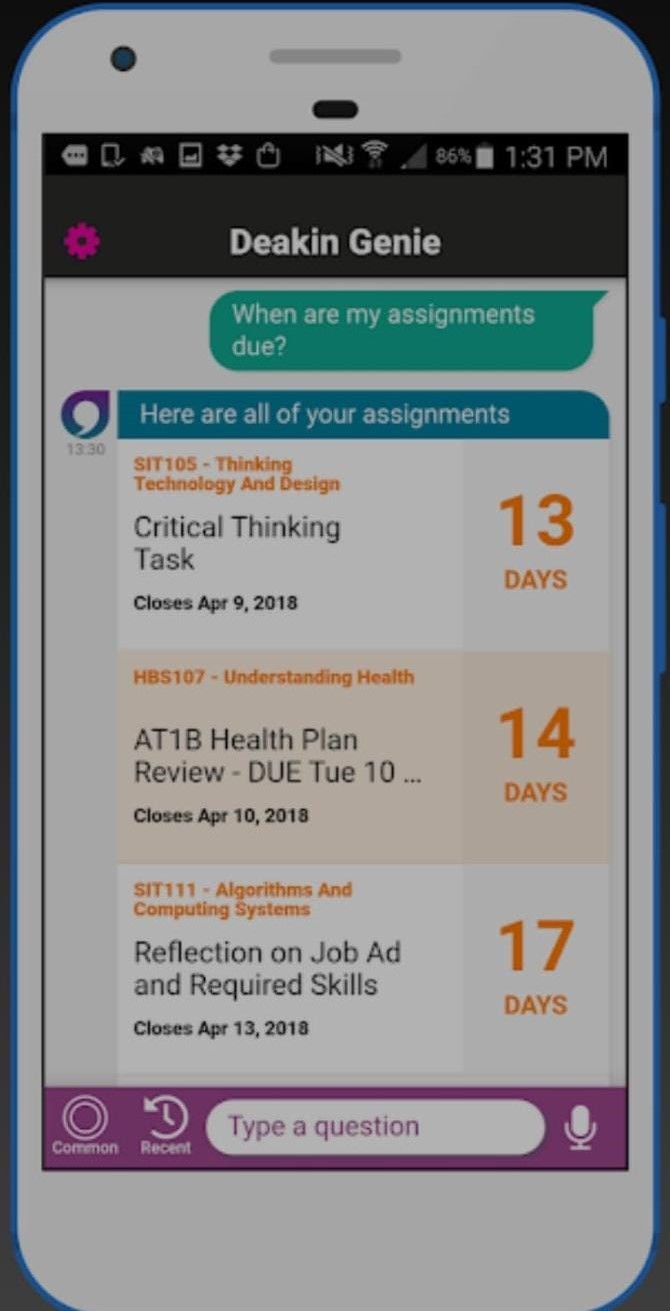 86% 1:31 PM
Deakin Genie
When are my assignments
due?
Here are all of your assignments
13:30
SIT105 - Thinking
Technology And Design
Critical Thinking
Task
Closes Apr 9, 2018
13
DAYS
HBS107 - Understanding Health
AT1B Health Plan
Review - DUE Tue 10 ...
Closes Apr 10, 2018
14
DAYS
SIT111 - Algorithms And
Computing Systems
Reflection on Job Ad
and Required Skills
Closes Apr 13, 2018
17
DAYS
Common
Recent
Type a question